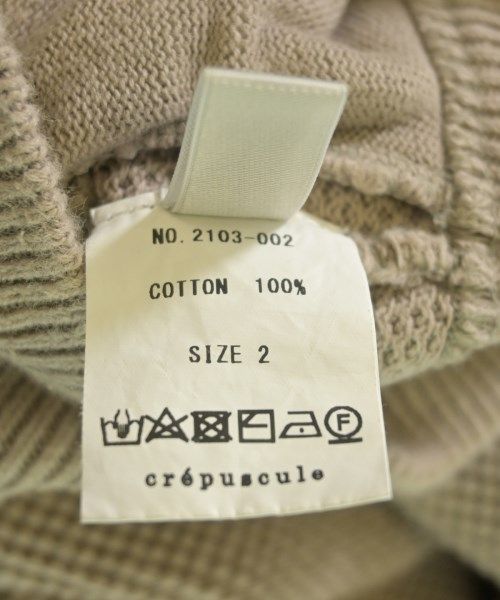 NO. 2103-002
COTTON 100%
SIZE 2
F
crépuscule